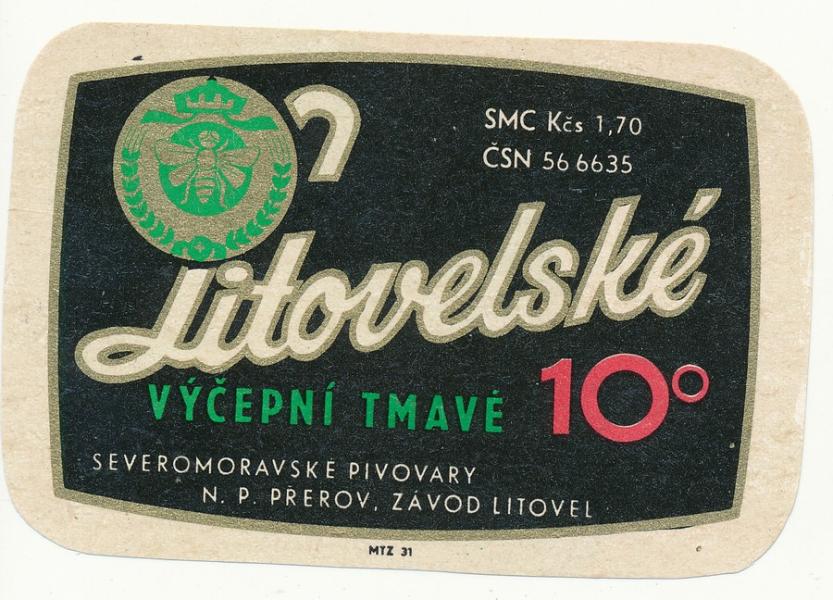 SMC Kčs 1,70
ČSN 56 6635
Litovelské
VÝČEPNÍ TMAVÉ 10°
SEVEROMORAVSKÉ PIVOVARY
N. P. PŘEROV, ZÁVOD LITOVEL
MTZ 31